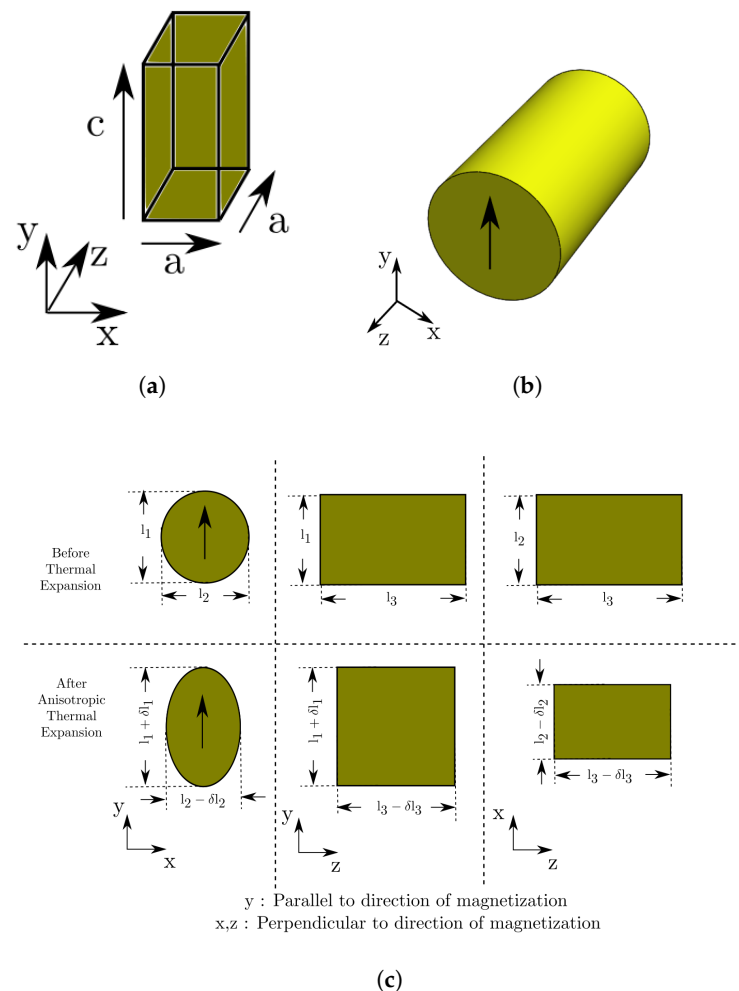 c
a
a
y
z
x
(a)
y
z
x
(b)
Before
Thermal
Expansion
l₁
l₂
l₁
l₃
l₂
l₃
After
Anisotropic
Thermal
Expansion
l₁ + δl₁
l₂ − δl₂
y
x
l₁ + δl₁
l₃ − δl₃
y
z
l₂ − δl₂
l₃ − δl₃
x
z
y : Parallel to direction of magnetization
x,z : Perpendicular to direction of magnetization
(c)